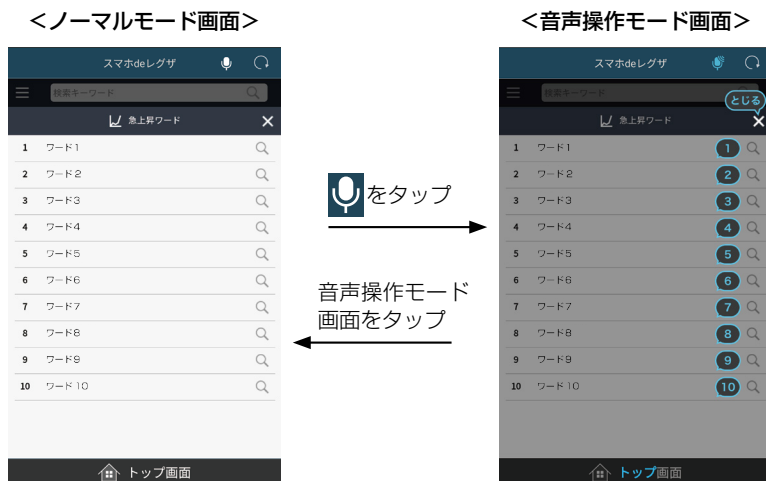 ＜ノーマルモード画面＞
スマホdeレグザ
検索キーワード
急上昇ワード
1 ワード1
2 ワード2
3 ワード3
4 ワード4
5 ワード5
6 ワード6
7 ワード7
8 ワード8
9 ワード9
10 ワード10
トップ画面
をタップ
音声操作モード
画面をタップ
＜音声操作モード画面＞
スマホdeレグザ
検索キーワード
とじる
急上昇ワード
1 ワード1 1
2 ワード2 2
3 ワード3 3
4 ワード4 4
5 ワード5 5
6 ワード6 6
7 ワード7 7
8 ワード8 8
9 ワード9 9
10 ワード10 10
トップ画面